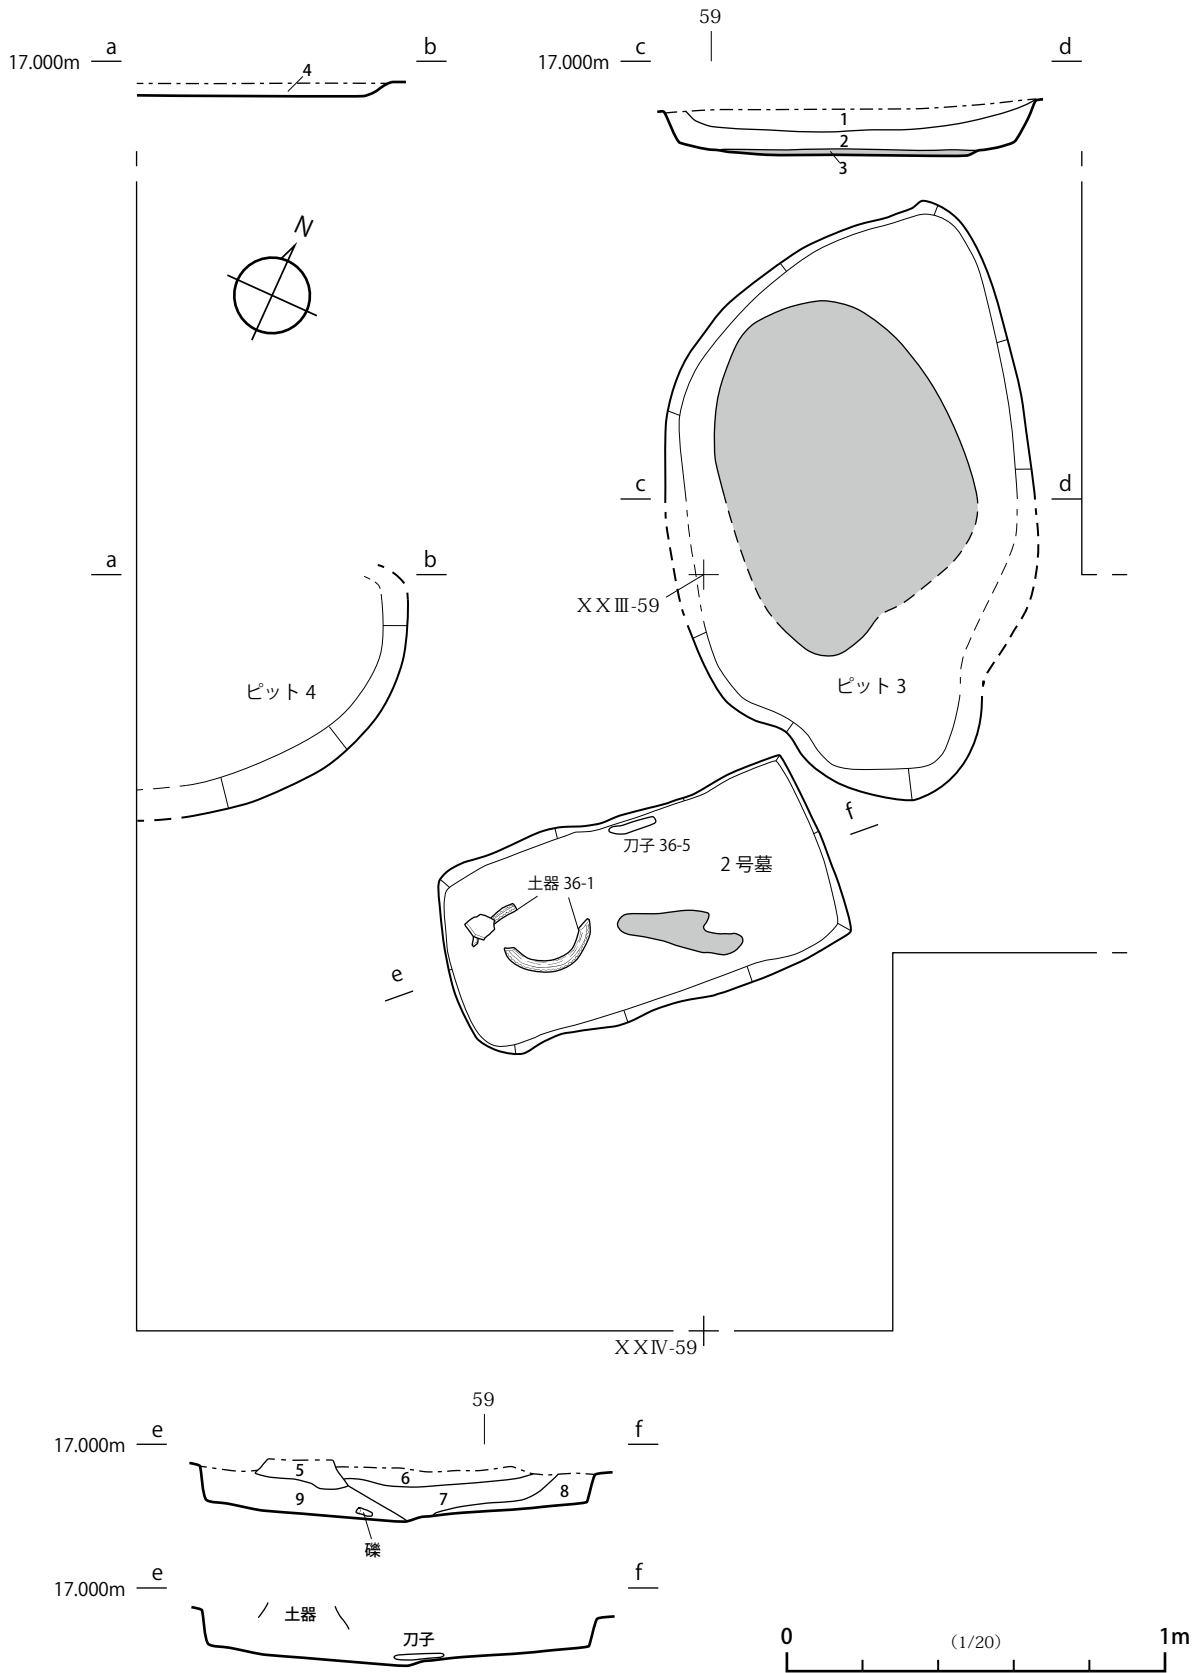 59
a
b
c
d
17.000m
17.000m
4
1
2
3
N
c
d
a
b
ⅩⅩⅢ-59
ピット 4
ピット 3
f
刀子 36-5
2 号墓
土器 36-1
e
ⅩⅩⅣ-59
59
e
f
17.000m
5
6
7
8
9
礫
e
f
17.000m
土器
刀子
0
（1/20）
1m